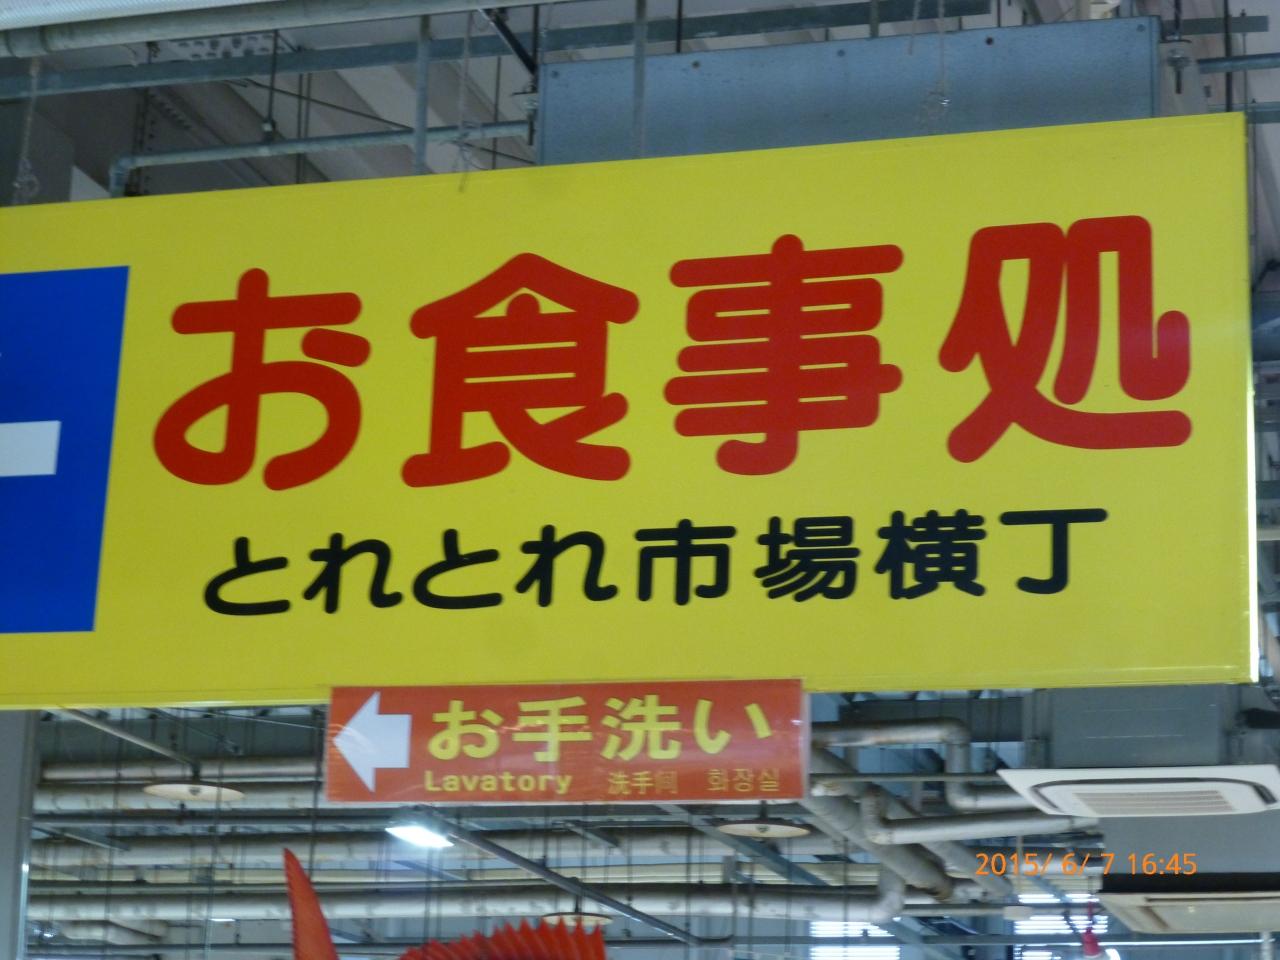 お食事処
とれとれ市場横丁
お手洗い
Lavatory 洗手间 화장실
2015/ 6/ 7 16:45